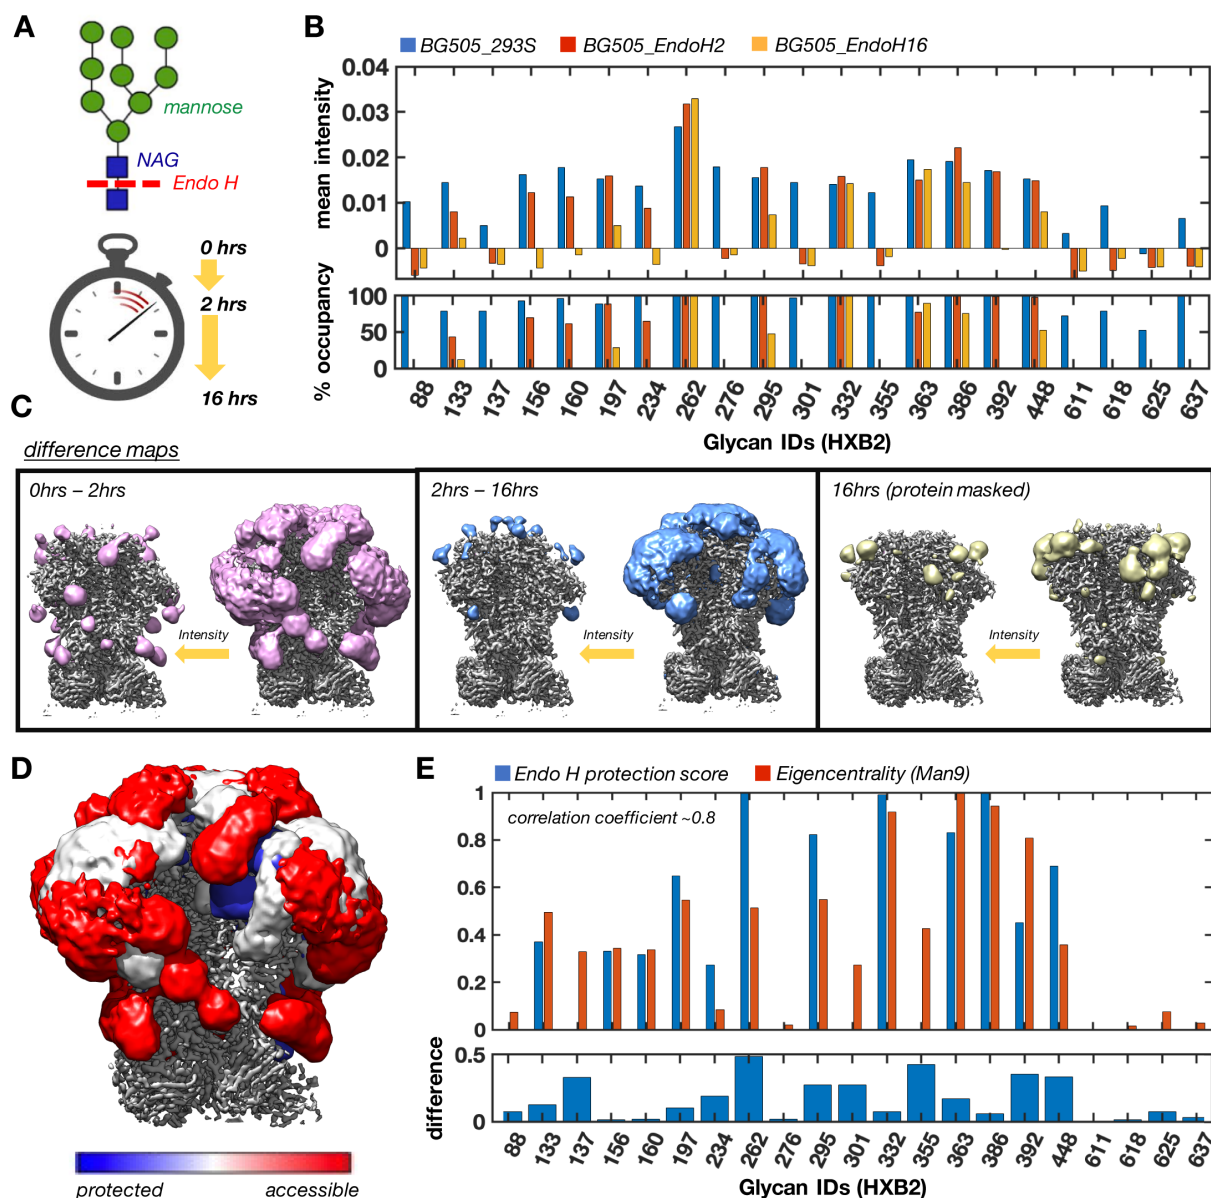 A
mannose
NAG
Endo H
0 hrs
2 hrs
16 hrs
B
BG505_293S BG505_EndoH2 BG505_EndoH16
mean intensity
0.04
0.03
0.02
0.01
0
% occupancy
100
50
0
88 133 137 156 160 197 234 262 276 295 301 332 355 363 386 392 448 611 618 625 637
Glycan IDs (HXB2)
C
difference maps
0hrs – 2hrs
Intensity
2hrs – 16hrs
Intensity
16hrs (protein masked)
Intensity
D
protected accessible
E
Endo H protection score Eigencentrality (Man9)
correlation coefficient ~0.8
1
0.8
0.6
0.4
0.2
0
difference
0.5
0
88 133 137 156 160 197 234 262 276 295 301 332 355 363 386 392 448 611 618 625 637
Glycan IDs (HXB2)